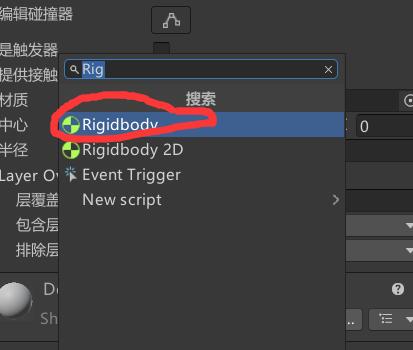 编辑碰撞器
是触发器
提供接触
材质
中心
0
半径
Layer Ov
层覆盖
包含层
排除层
Rig
搜索
Rigidbody
Rigidbody 2D
Event Trigger
New script
De
Sh
..